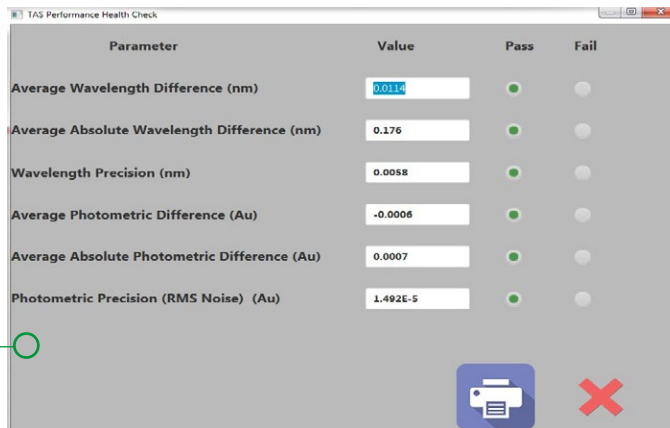 TAS Performance Health Check
Parameter Value Pass Fail
Average Wavelength Difference (nm) 0.0114
Average Absolute Wavelength Difference (nm) 0.176
Wavelength Precision (nm) 0.0058
Average Photometric Difference (Au) -0.0006
Average Absolute Photometric Difference (Au) 0.0007
Photometric Precision (RMS Noise) (Au) 1.492E-5